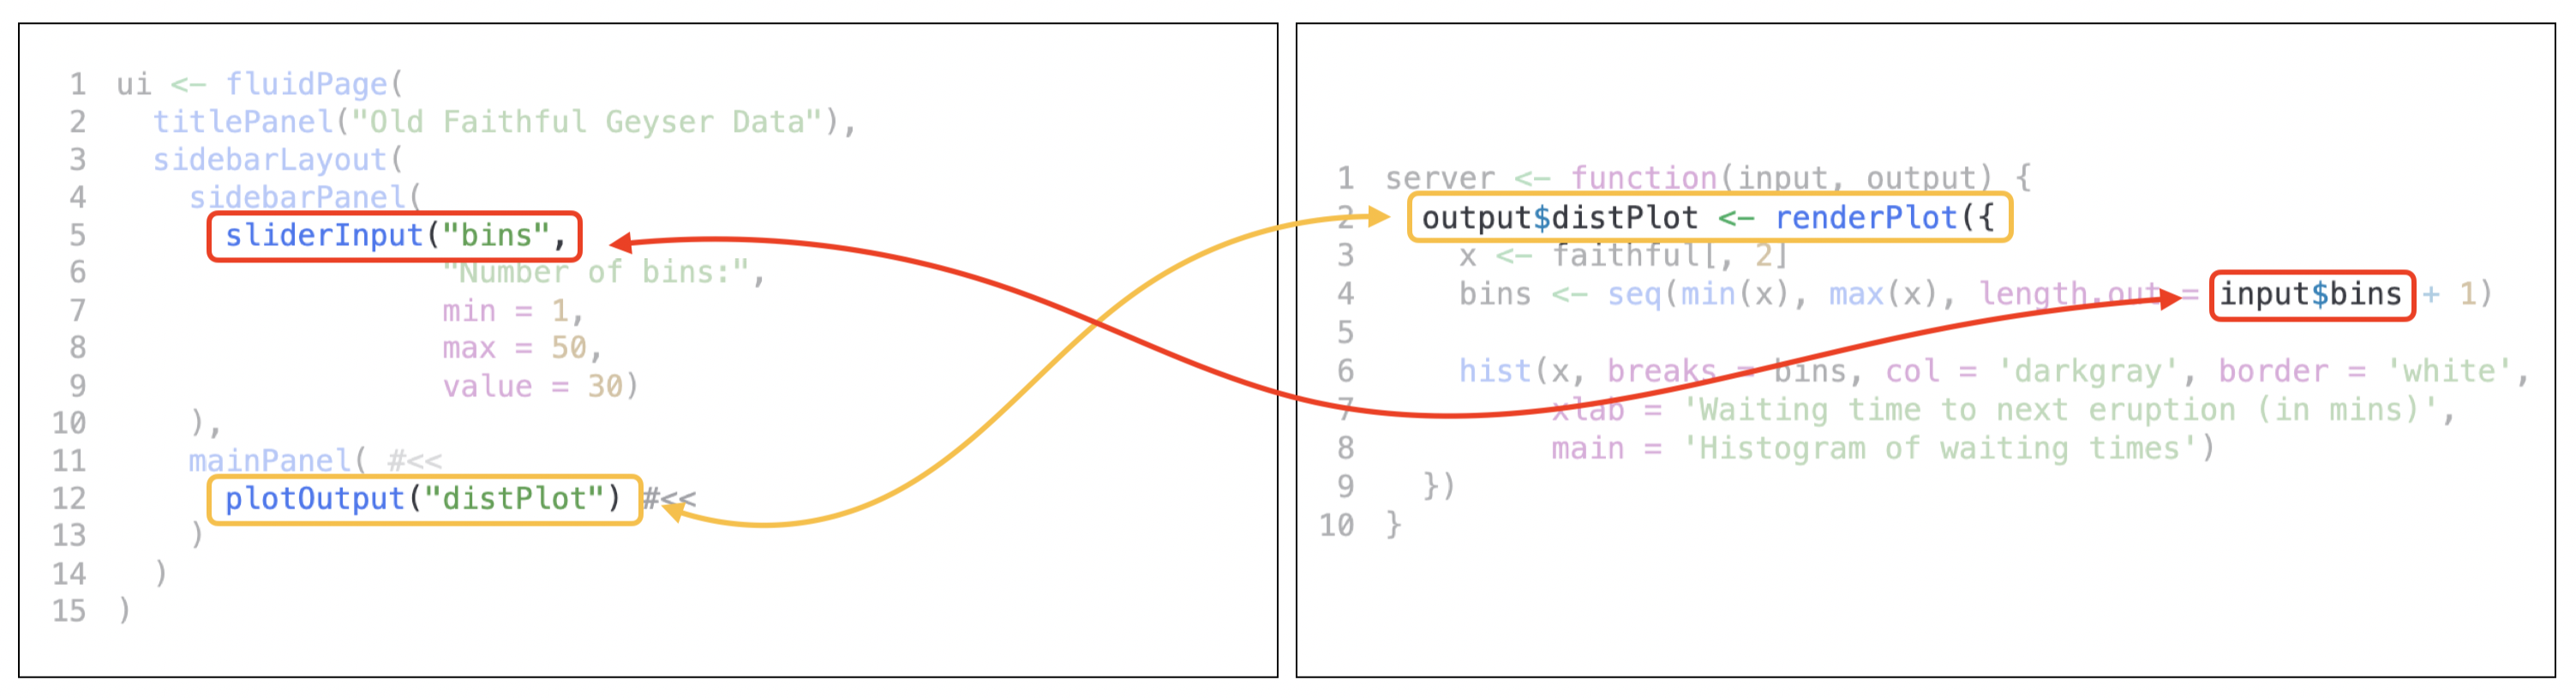 1 ui <- fluidPage(
2   titlePanel("Old Faithful Geyser Data"),
3   sidebarLayout(
4     sidebarPanel(
5       sliderInput("bins",
6                   "Number of bins:",
7                   min = 1,
8                   max = 50,
9                   value = 30)
10     ),
11     mainPanel( #<<
12       plotOutput("distPlot") #<<
13     )
14   )
15 )
1 server <- function(input, output) {
2   output$distPlot <- renderPlot({
3     x <- faithful[, 2]
4     bins <- seq(min(x), max(x), length.out = input$bins + 1)
5
6     hist(x, breaks = bins, col = 'darkgray', border = 'white',
7          xlab = 'Waiting time to next eruption (in mins)',
8          main = 'Histogram of waiting times')
9   })
10 }